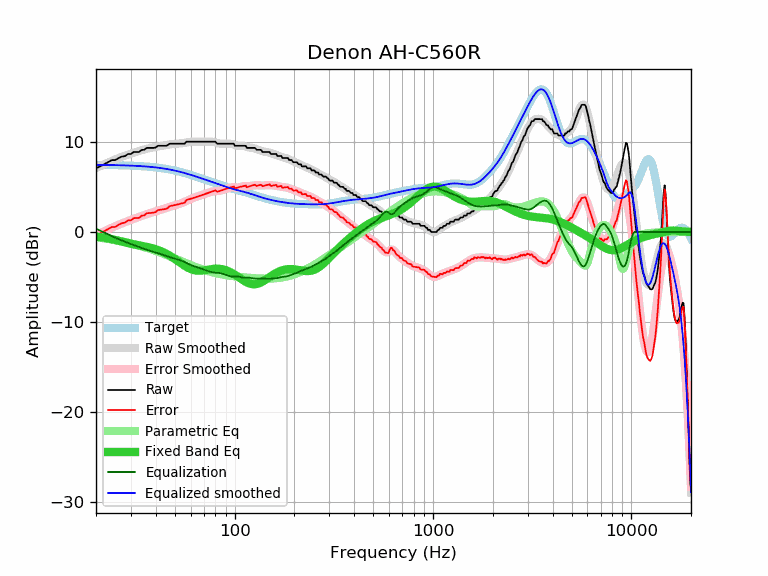 Denon AH-C560R
Amplitude (dBr)
10
0
−10
−20
−30
Target
Raw Smoothed
Error Smoothed
Raw
Error
Parametric Eq
Fixed Band Eq
Equalization
Equalized smoothed
100
1000
10000
Frequency (Hz)